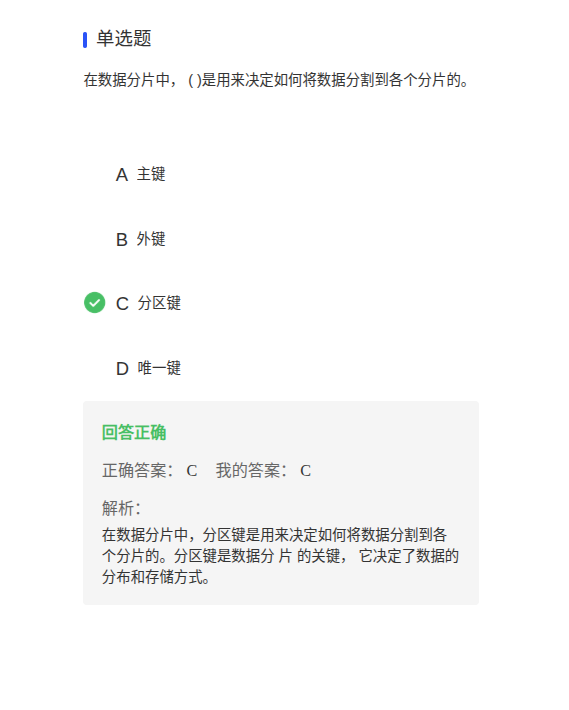 单选题
在数据分片中， ( )是用来决定如何将数据分割到各个分片的。
A 主键
B 外键
C 分区键
D 唯一键
回答正确
正确答案： C 我的答案： C
解析：
在数据分片中，分区键是用来决定如何将数据分割到各
个分片的。分区键是数据分 片 的关键， 它决定了数据的
分布和存储方式。